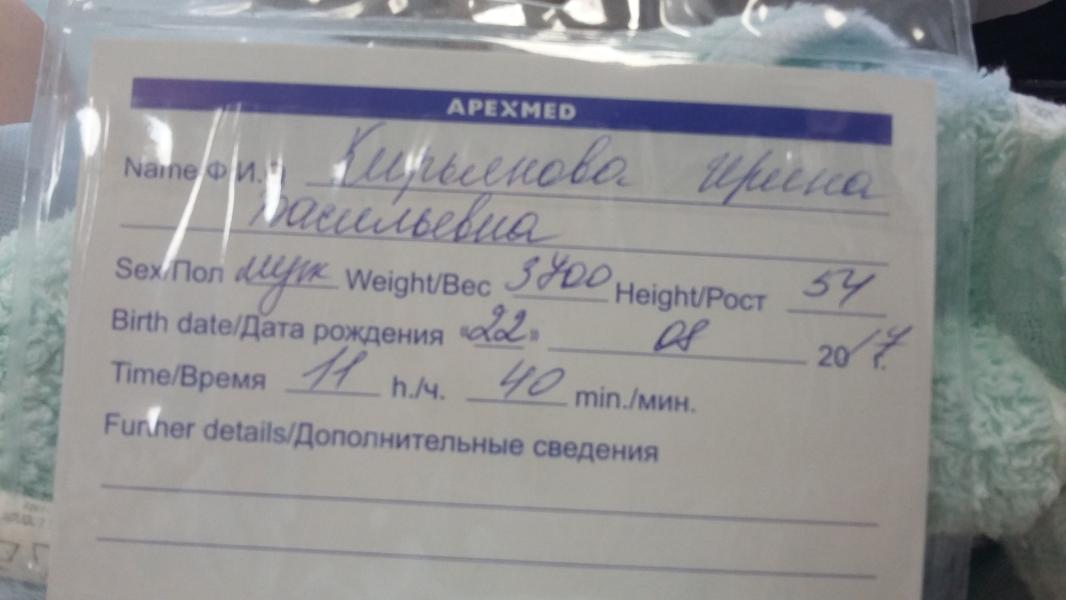 APEXMED
Name Ф.И.О Кирьянова Ирина
Васильевна
Sex/Пол муж Weight/Вес 3700 Height/Рост 54
Birth date/Дата рождения «22» 08 2017 г.
Time/Время 11 h./ч. 40 min./мин.
Further details/Дополнительные сведения